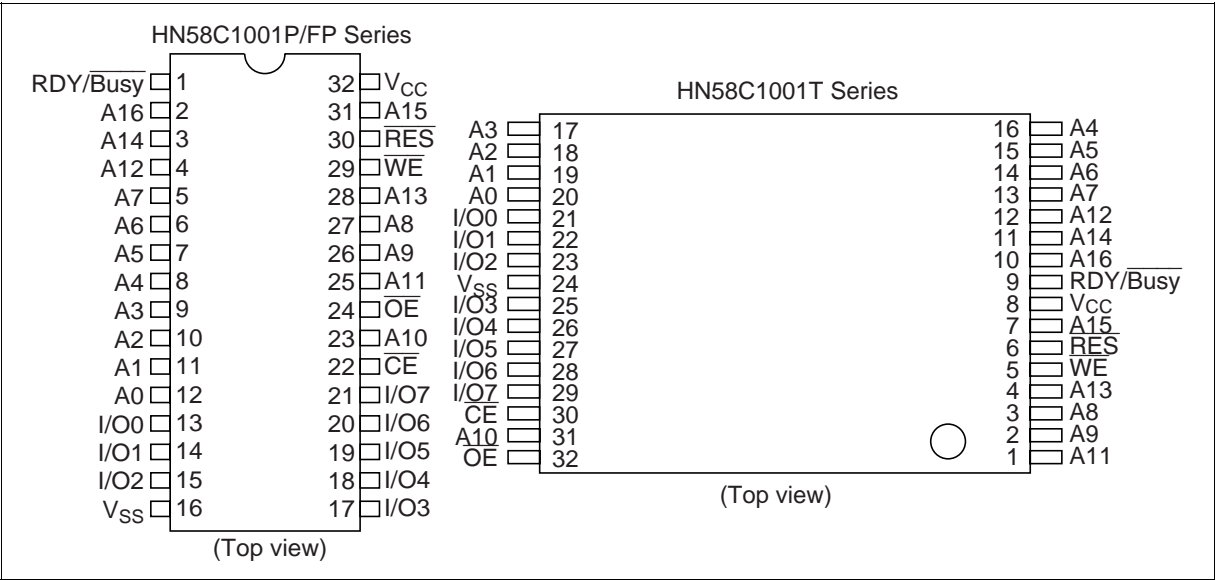 HN58C1001P/FP Series
RDY/Busy 1 32 VCC
A16 2 31 A15
A14 3 30 RES
A12 4 29 WE
A7 5 28 A13
A6 6 27 A8
A5 7 26 A9
A4 8 25 A11
A3 9 24 OE
A2 10 23 A10
A1 11 22 CE
A0 12 21 I/O7
I/O0 13 20 I/O6
I/O1 14 19 I/O5
I/O2 15 18 I/O4
VSS 16 17 I/O3
(Top view)
HN58C1001T Series
A3 17 16 A4
A2 18 15 A5
A1 19 14 A6
A0 20 13 A7
I/O0 21 12 A12
I/O1 22 11 A14
I/O2 23 10 A16
VSS 24 9 RDY/Busy
I/O3 25 8 VCC
I/O4 26 7 A15
I/O5 27 6 RES
I/O6 28 5 WE
I/O7 29 4 A13
CE 30 3 A8
A10 31 2 A9
OE 32 1 A11
(Top view)